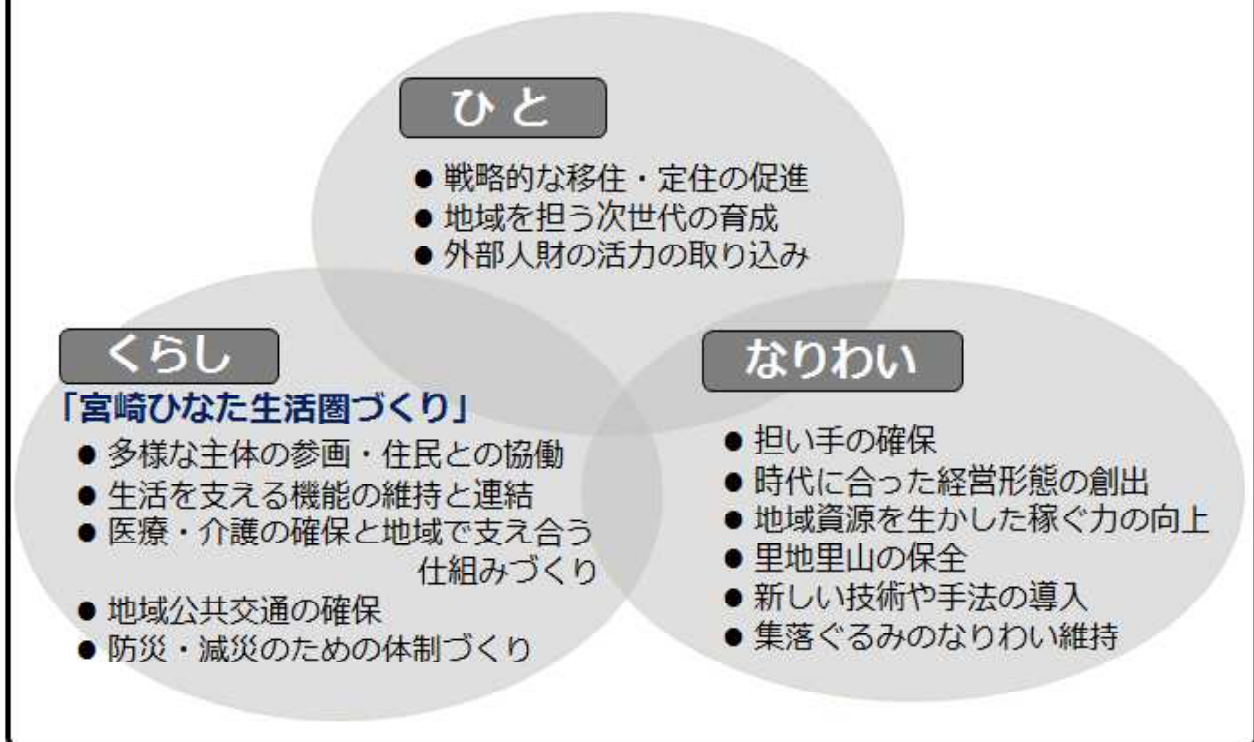 ひと
● 戦略的な移住・定住の促進
● 地域を担う次世代の育成
● 外部人財の活力の取り込み
くらし
「宮崎ひなた生活圏づくり」
● 多様な主体の参画・住民との協働
● 生活を支える機能の維持と連結
● 医療・介護の確保と地域で支え合う
仕組みづくり
● 地域公共交通の確保
● 防災・減災のための体制づくり
なりわい
● 担い手の確保
● 時代に合った経営形態の創出
● 地域資源を生かした稼ぐ力の向上
● 里地里山の保全
● 新しい技術や手法の導入
● 集落ぐるみのなりわい維持